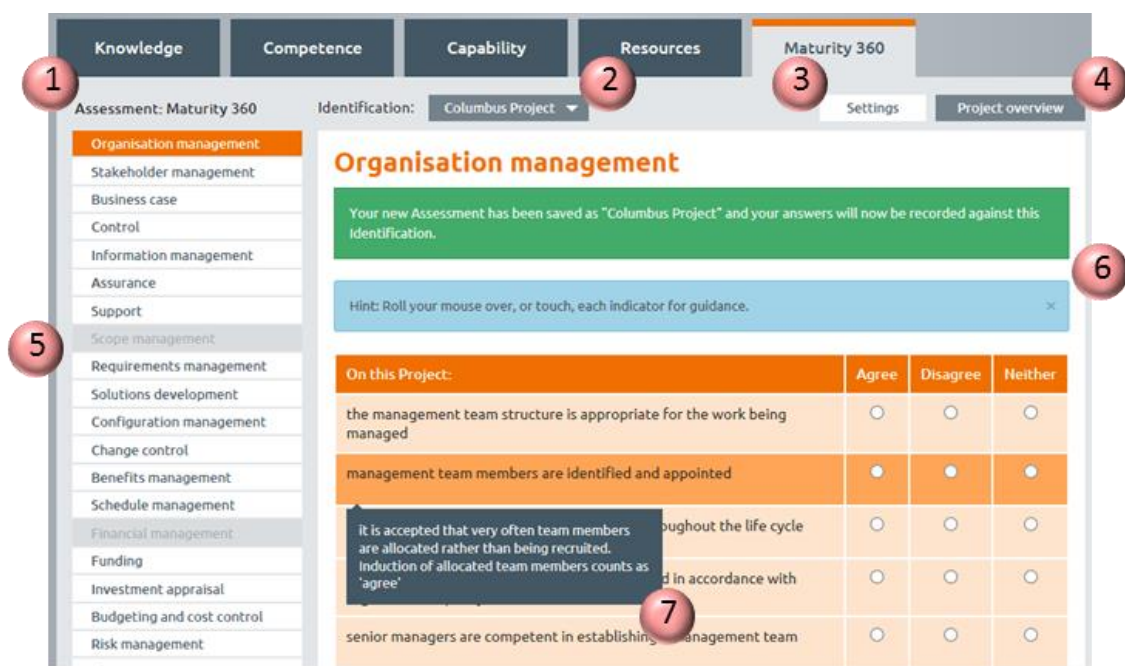 Knowledge
Competence
Capability
Resources
Maturity 360
1
2
3
4
Assessment: Maturity 360
Identification:
Columbus Project
Settings
Project overview
Organisation management
Stakeholder management
Business case
Control
Information management
Assurance
Support
5
Scope management
Requirements management
Solutions development
Configuration management
Change control
Benefits management
Schedule management
Financial management
Funding
Investment appraisal
Budgeting and cost control
Risk management
Organisation management
Your new Assessment has been saved as "Columbus Project" and your answers will now be recorded against this
Identification.
6
Hint: Roll your mouse over, or touch, each indicator for guidance.
×
On this Project:
Agree
Disagree
Neither
the management team structure is appropriate for the work being
managed
management team members are identified and appointed
it is accepted that very often team members
are allocated rather than being recruited.
Induction of allocated team members counts as
'agree'
the life cycle
in accordance with
7
senior managers are competent in establishing management team